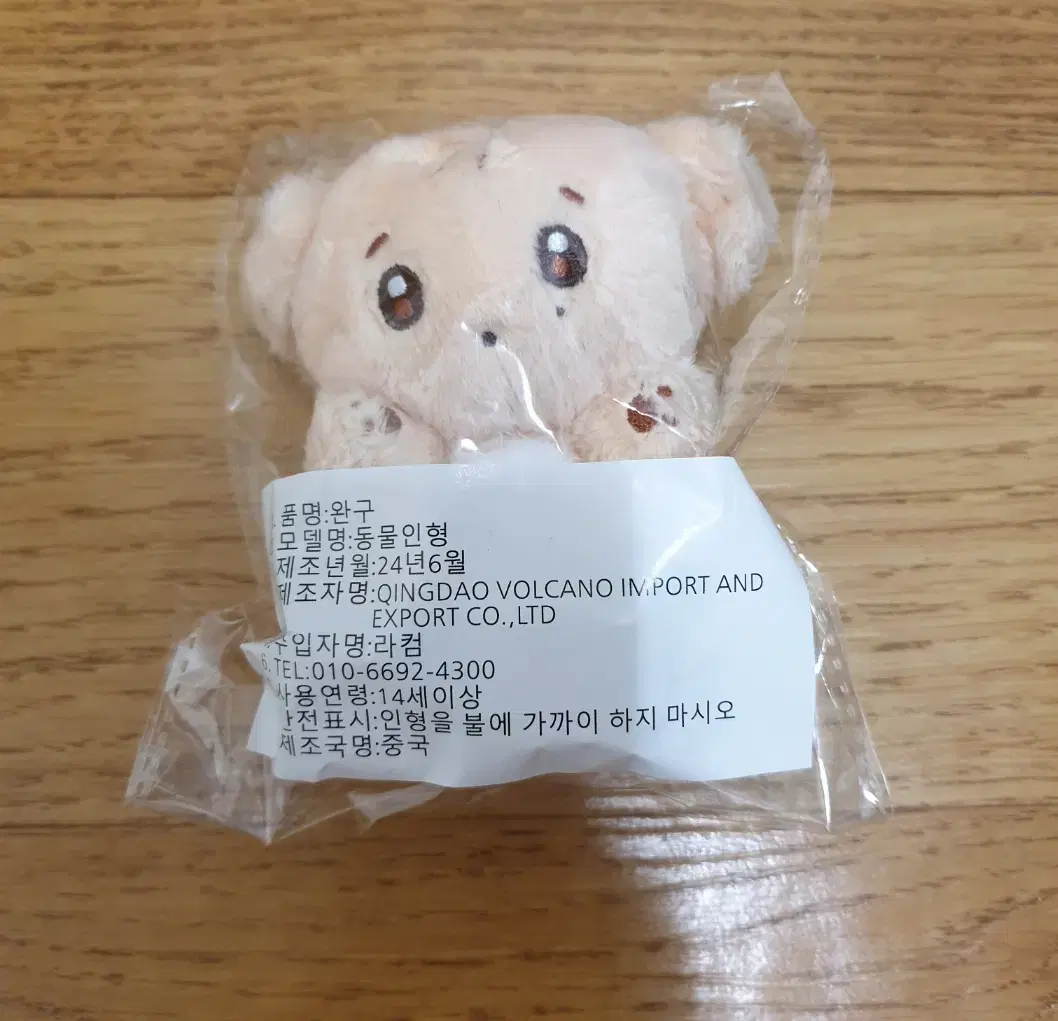 품명:완구
모델명:동물인형
제조년월:24년6월
제조자명:QINGDAO VOLCANO IMPORT AND
EXPORT CO.,LTD
수입자명:라컴
6. TEL:010-6692-4300
사용연령:14세이상
안전표시:인형을 불에 가까이 하지 마시오
제조국명:중국